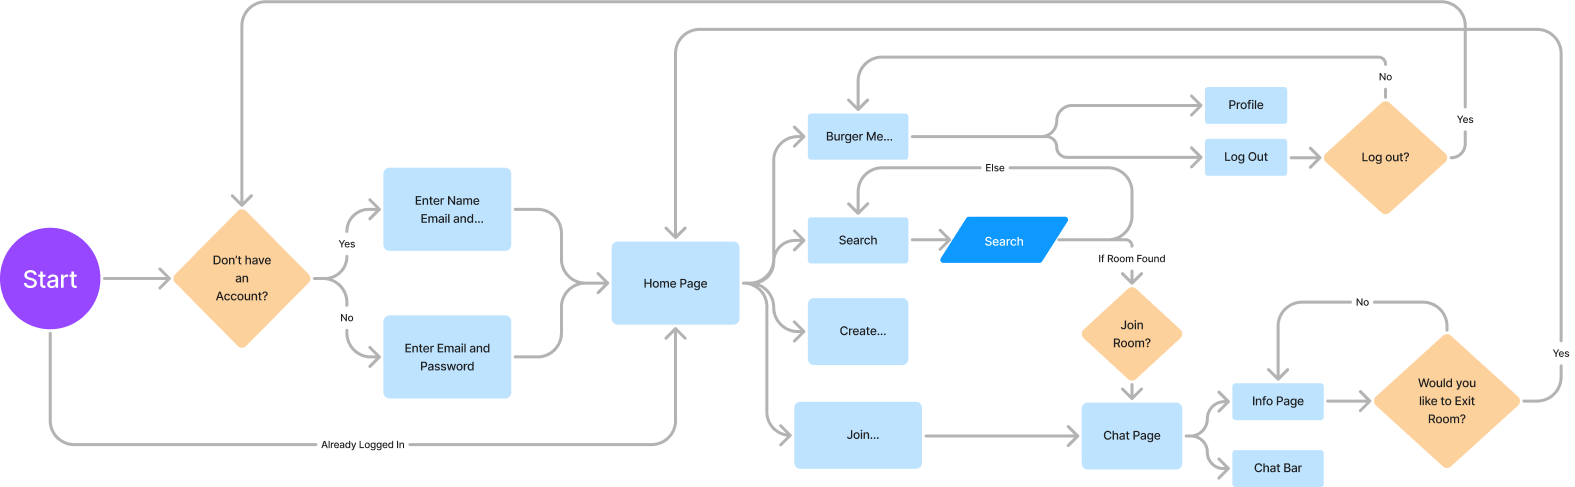 Start
Don't have
an
Account?
Yes
No
Enter Name
Email and...
Enter Email and
Password
Already Logged In
Home Page
Burger Me...
Search
Create...
Join...
Else
Search
If Room Found
Join
Room?
Chat Page
Profile
Log Out
Log out?
No
Yes
Info Page
Chat Bar
No
Would you
like to Exit
Room?
Yes